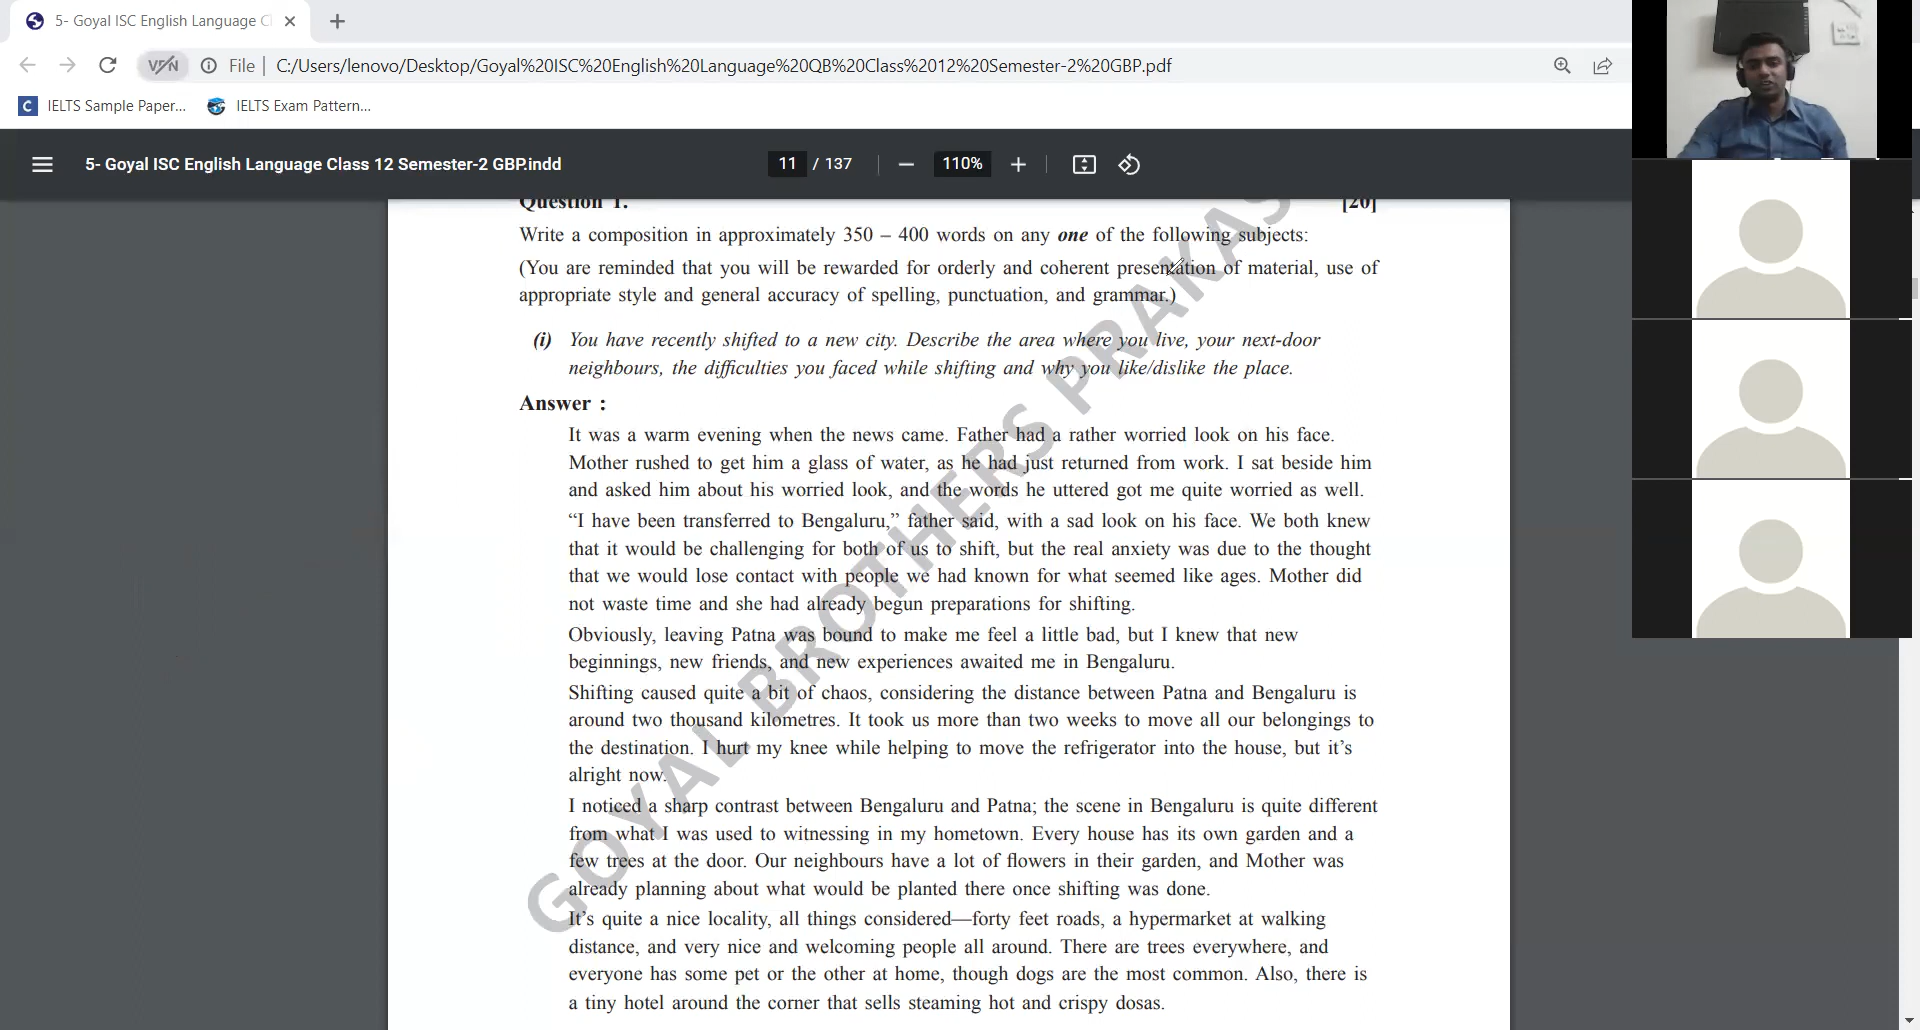 5- Goyal ISC English Language C
VPN
File
C:/Users/lenovo/Desktop/Goyal%20ISC%20English%20Language%20QB%20Class%2012%20Semester-2%20GBP.pdf
C IELTS Sample Paper...
IELTS Exam Pattern...
5- Goyal ISC English Language Class 12 Semester-2 GBP.indd
11 / 137
110%
Question 1. [20]
Write a composition in approximately 350 – 400 words on any one of the following subjects:
(You are reminded that you will be rewarded for orderly and coherent presentation of material, use of
appropriate style and general accuracy of spelling, punctuation, and grammar.)
(i) You have recently shifted to a new city. Describe the area where you live, your next-door
neighbours, the difficulties you faced while shifting and why you like/dislike the place.
Answer :
It was a warm evening when the news came. Father had a rather worried look on his face.
Mother rushed to get him a glass of water, as he had just returned from work. I sat beside him
and asked him about his worried look, and the words he uttered got me quite worried as well.
“I have been transferred to Bengaluru,” father said, with a sad look on his face. We both knew
that it would be challenging for both of us to shift, but the real anxiety was due to the thought
that we would lose contact with people we had known for what seemed like ages. Mother did
not waste time and she had already begun preparations for shifting.
Obviously, leaving Patna was bound to make me feel a little bad, but I knew that new
beginnings, new friends, and new experiences awaited me in Bengaluru.
Shifting caused quite a bit of chaos, considering the distance between Patna and Bengaluru is
around two thousand kilometres. It took us more than two weeks to move all our belongings to
the destination. I hurt my knee while helping to move the refrigerator into the house, but it’s
alright now.
I noticed a sharp contrast between Bengaluru and Patna; the scene in Bengaluru is quite different
from what I was used to witnessing in my hometown. Every house has its own garden and a
few trees at the door. Our neighbours have a lot of flowers in their garden, and Mother was
already planning about what would be planted there once shifting was done.
It’s quite a nice locality, all things considered—forty feet roads, a hypermarket at walking
distance, and very nice and welcoming people all around. There are trees everywhere, and
everyone has some pet or the other at home, though dogs are the most common. Also, there is
a tiny hotel around the corner that sells steaming hot and crispy dosas.
GOYAL BROTHERS PRAKAS